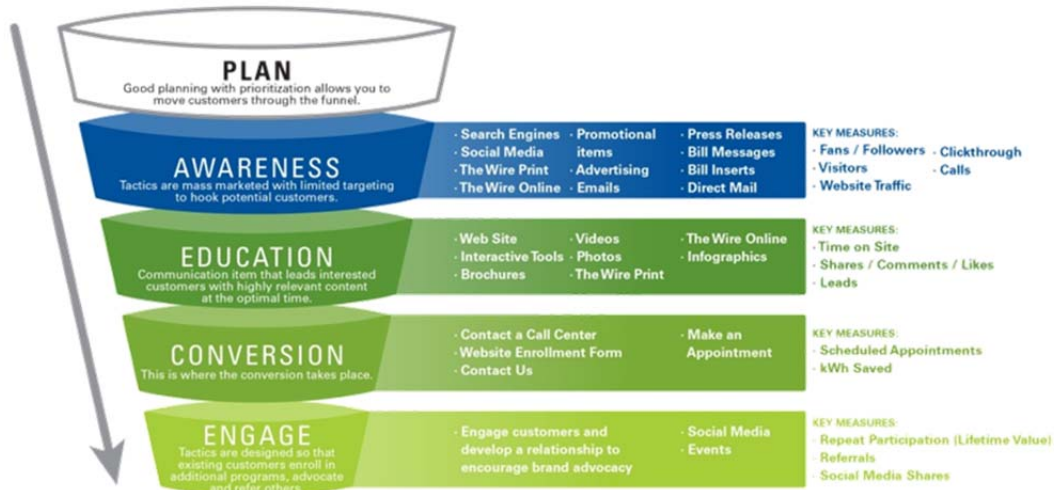 PLAN
Good planning with prioritization allows you to
move customers through the funnel.
AWARENESS
Tactics are mass marketed with limited targeting
to hook potential customers.
· Search Engines
· Social Media
· The Wire Print
· The Wire Online
· Promotional
items
· Advertising
· Emails
· Press Releases
· Bill Messages
· Bill Inserts
· Direct Mail
KEY MEASURES:
· Fans / Followers
· Visitors
· Website Traffic
· Clickthrough
· Calls
EDUCATION
Communication item that leads interested
customers with highly relevant content
at the optimal time.
· Web Site
· Interactive Tools
· Brochures
· Videos
· Photos
· The Wire Print
· The Wire Online
· Infographics
KEY MEASURES:
· Time on Site
· Shares / Comments / Likes
· Leads
CONVERSION
This is where the conversion takes place.
· Contact a Call Center
· Website Enrollment Form
· Contact Us
· Make an
Appointment
KEY MEASURES:
· Scheduled Appointments
· kWh Saved
ENGAGE
Tactics are designed so that
existing customers enroll in
additional programs, advocate
and refer others
· Engage customers and
develop a relationship to
encourage brand advocacy
· Social Media
· Events
KEY MEASURES:
· Repeat Participation (Lifetime Value)
· Referrals
· Social Media Shares